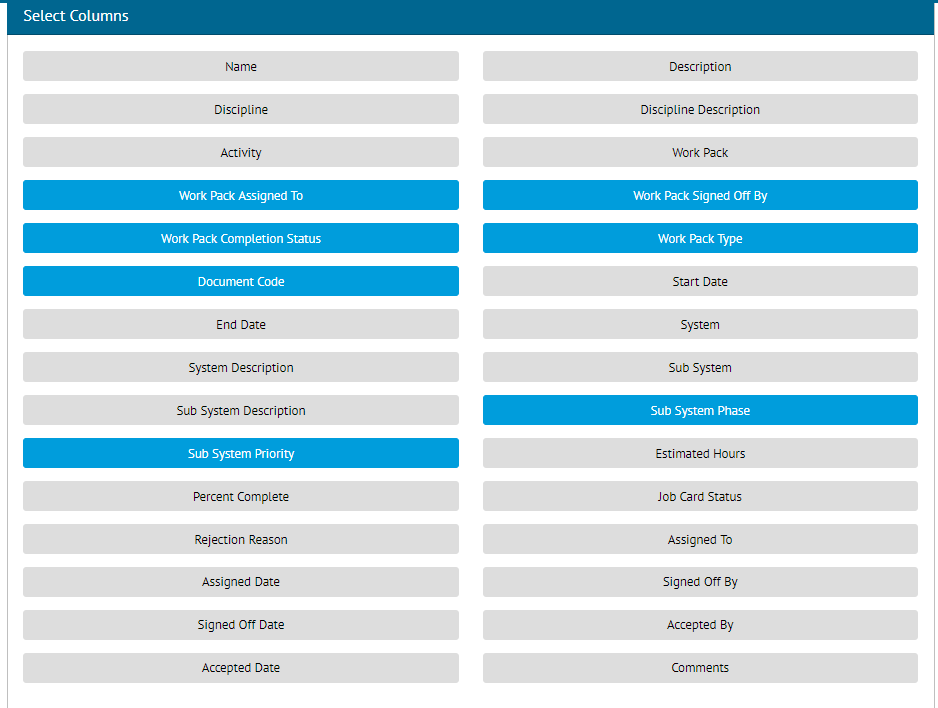 Select Columns
Name
Description
Discipline
Discipline Description
Activity
Work Pack
Work Pack Assigned To
Work Pack Signed Off By
Work Pack Completion Status
Work Pack Type
Document Code
Start Date
End Date
System
System Description
Sub System
Sub System Description
Sub System Phase
Sub System Priority
Estimated Hours
Percent Complete
Job Card Status
Rejection Reason
Assigned To
Assigned Date
Signed Off By
Signed Off Date
Accepted By
Accepted Date
Comments